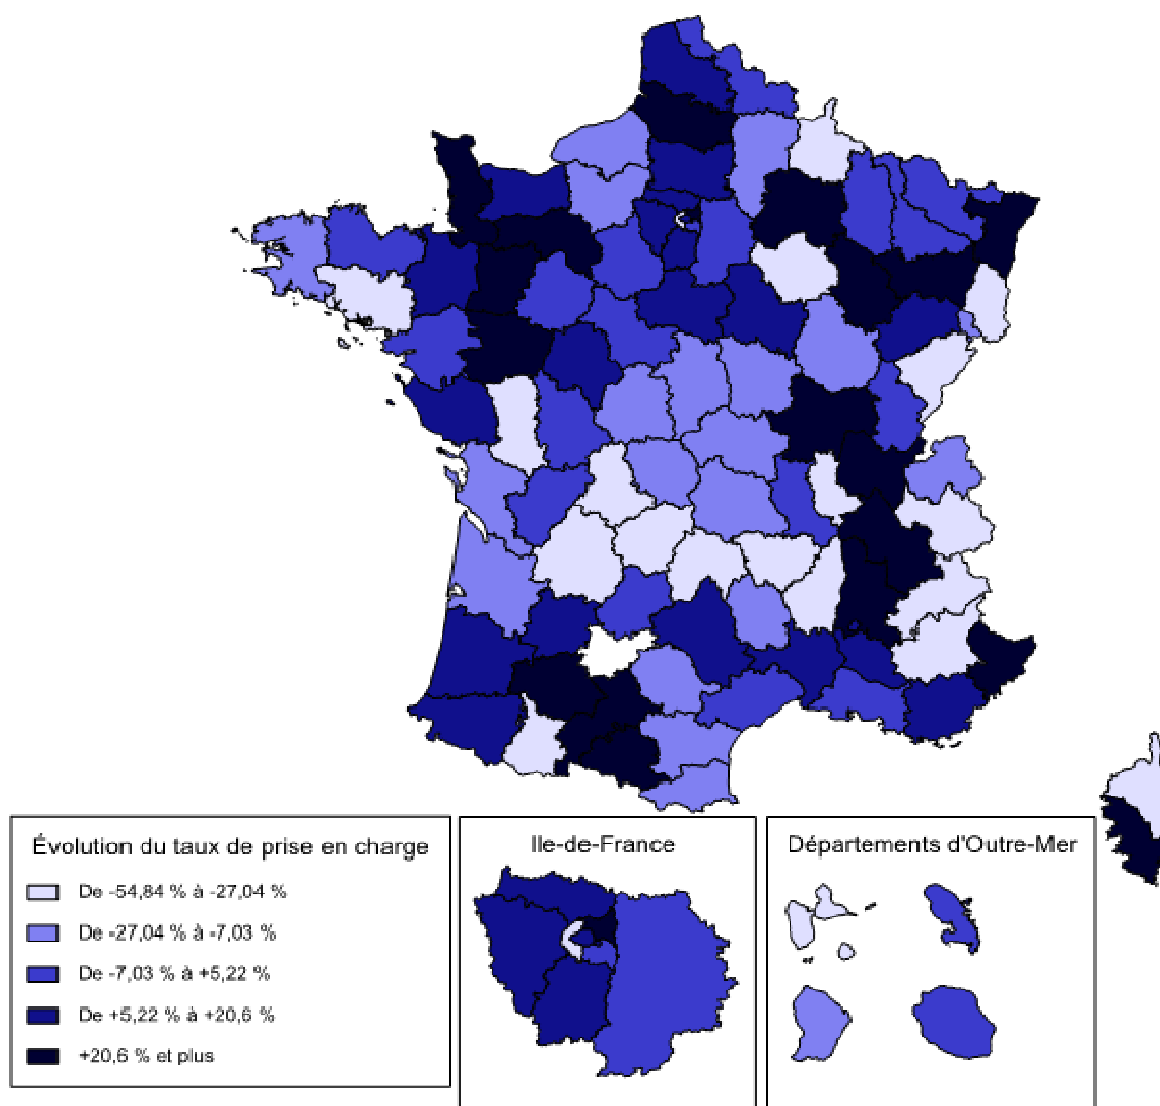 Évolution du taux de prise en charge
De -54,84 % à -27,04 %
De -27,04 % à -7,03 %
De -7,03 % à +5,22 %
De +5,22 % à +20,6 %
+20,6 % et plus
Ile-de-France
Départements d'Outre-Mer